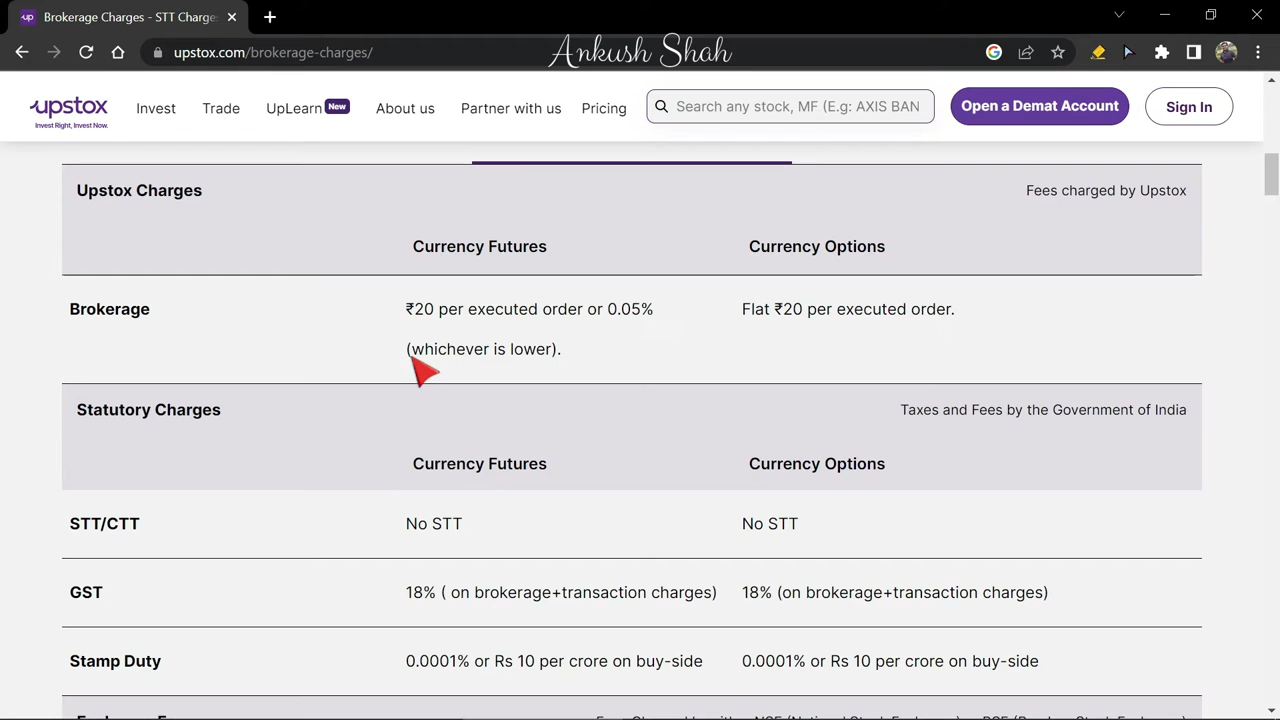 Brokerage Charges - STT Charge
upstox.com/brokerage-charges/
Ankush Shah
upstox
Invest Right, Invest Now.
Invest
Trade
UpLearn New
About us
Partner with us
Pricing
Search any stock, MF (E.g: AXIS BAN
Open a Demat Account
Sign In
Upstox Charges Fees charged by Upstox
Currency Futures Currency Options
Brokerage ₹20 per executed order or 0.05% Flat ₹20 per executed order.
(whichever is lower).
Statutory Charges Taxes and Fees by the Government of India
Currency Futures Currency Options
STT/CTT No STT No STT
GST 18% ( on brokerage+transaction charges) 18% (on brokerage+transaction charges)
Stamp Duty 0.0001% or Rs 10 per crore on buy-side 0.0001% or Rs 10 per crore on buy-side